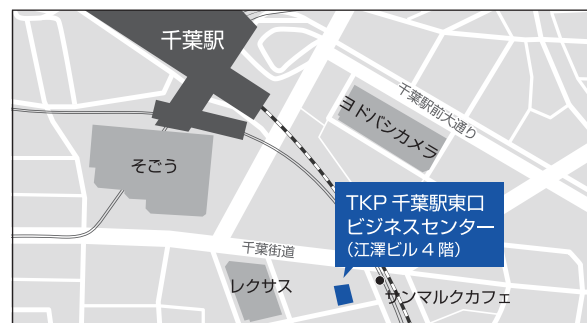 千葉駅
千葉駅前大通り
ヨドバシカメラ
そごう
TKP 千葉駅東口
ビジネスセンター
(江澤ビル4階)
千葉街道
レクサス
サンマルクカフェ